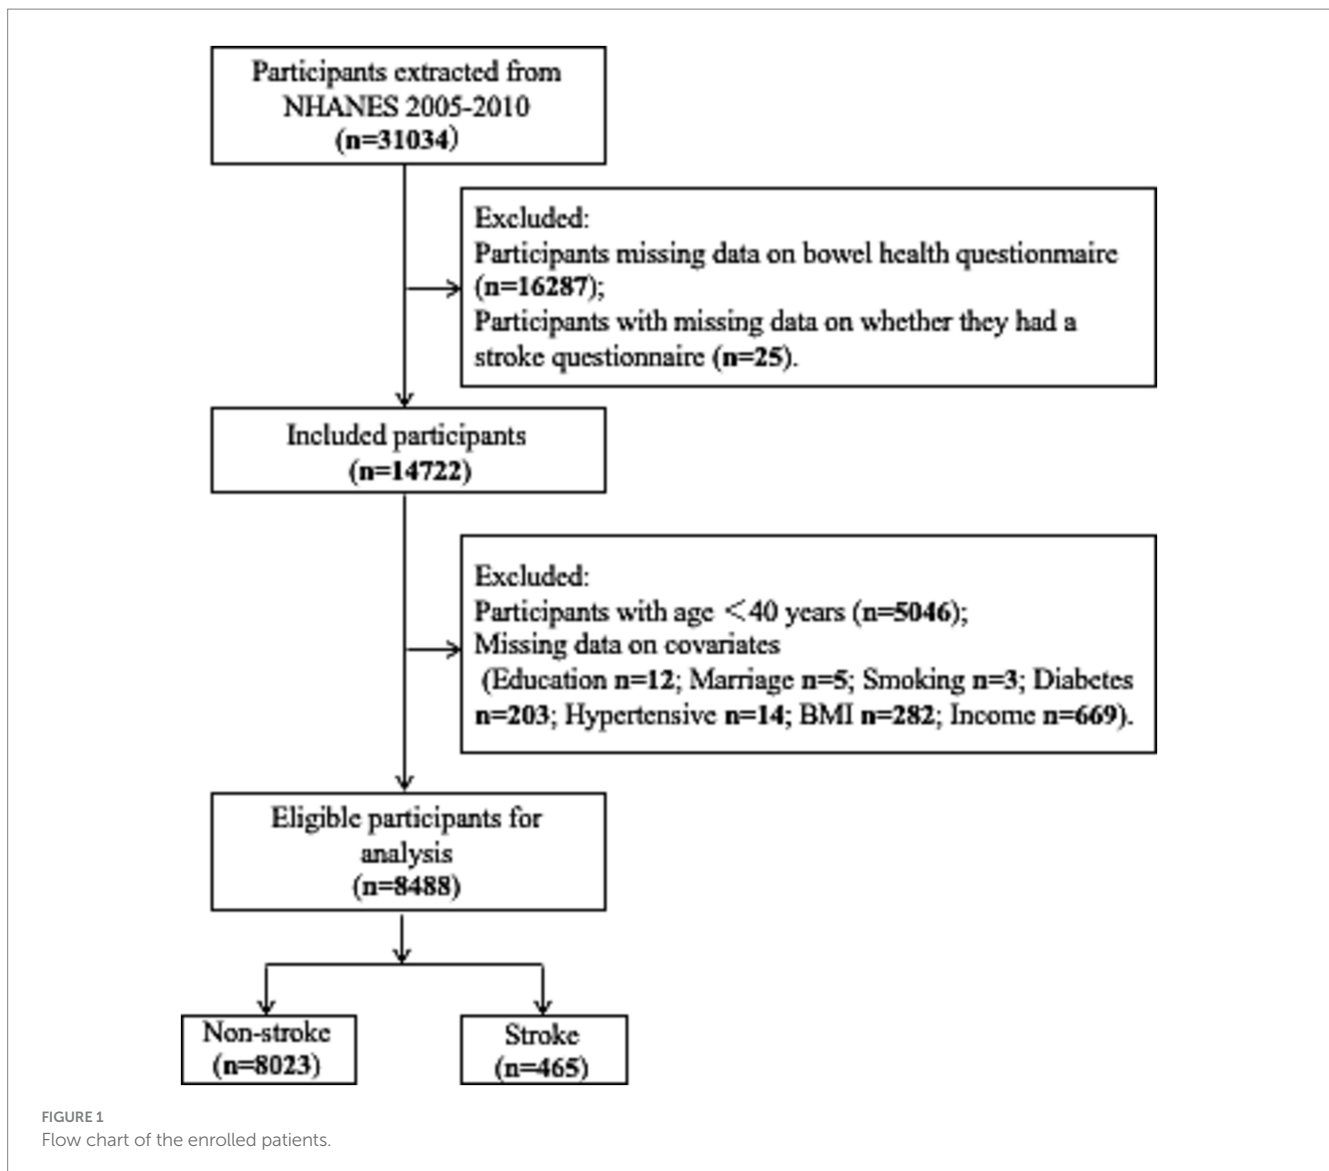 Participants extracted from
NHANES 2005-2010
(n=31034)
Excluded:
Participants missing data on bowel health questionmaire
(n=16287);
Participants with missing data on whether they had a
stroke questionnaire (n=25).
Included participants
(n=14722)
Excluded:
Participants with age <40 years (n=5046);
Missing data on covariates
(Education n=12; Marriage n=5; Smoking n=3; Diabetes
n=203; Hypertensive n=14; BMI n=282; Income n=669).
Eligible participants for
analysis
(n=8488)
Non-stroke
(n=8023)
Stroke
(n=465)
FIGURE 1
Flow chart of the enrolled patients.